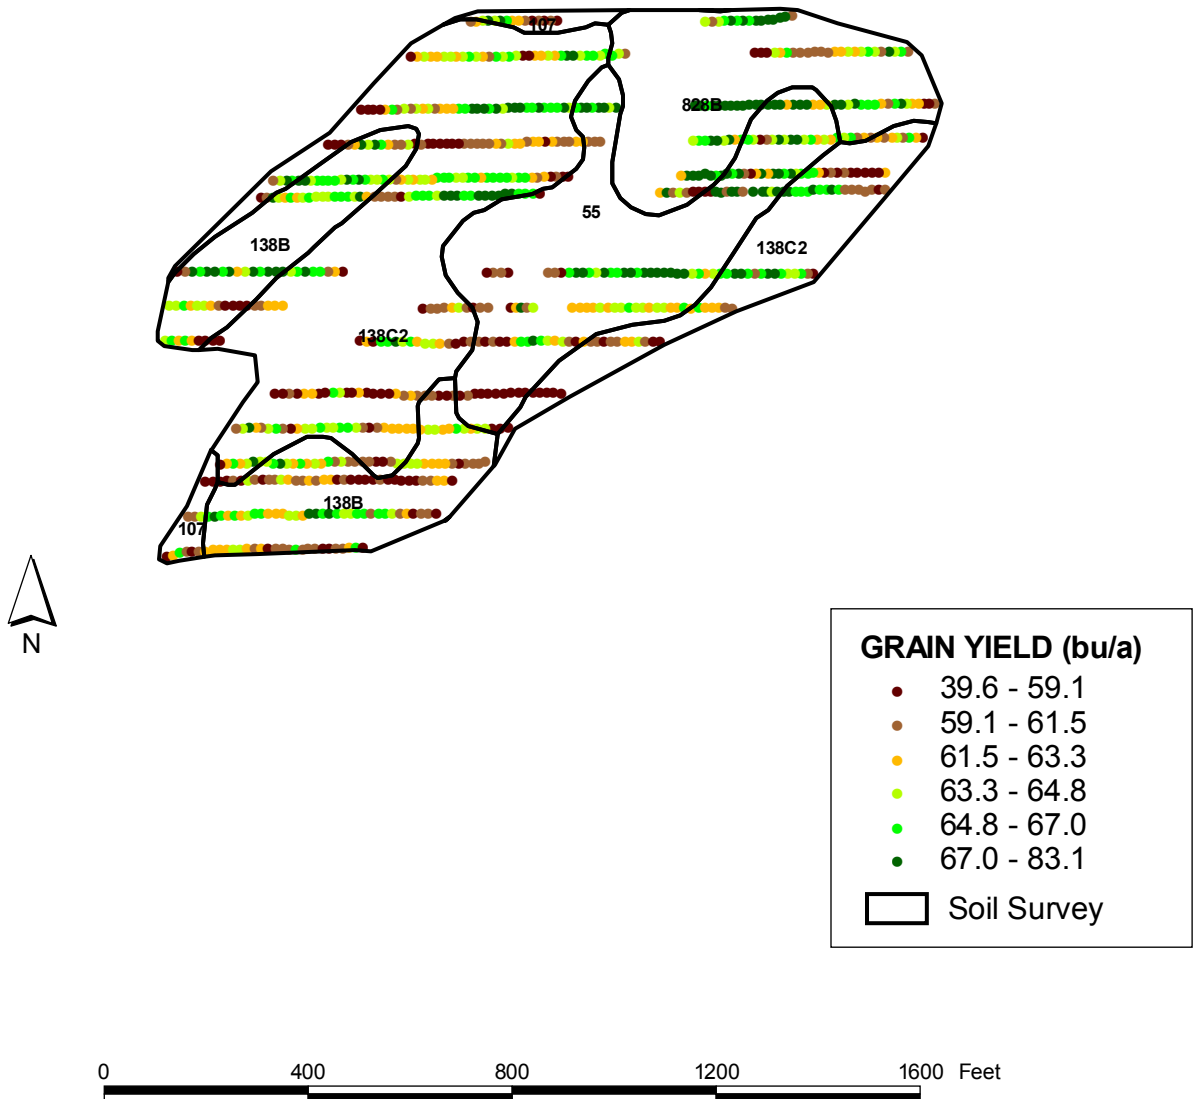 107
828B
55
138B
138C2
138C2
138B
107
N
GRAIN YIELD (bu/a)
39.6 - 59.1
59.1 - 61.5
61.5 - 63.3
63.3 - 64.8
64.8 - 67.0
67.0 - 83.1
Soil Survey
0 400 800 1200 1600 Feet